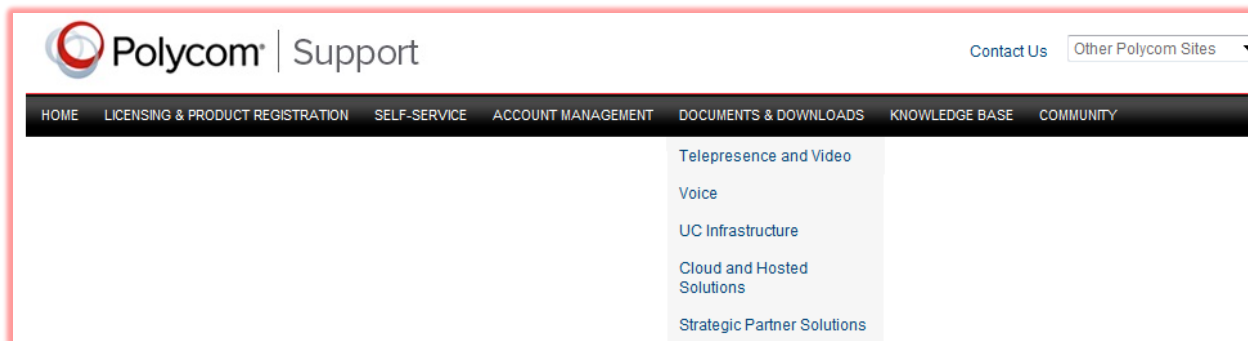 Polycom Support
Contact Us Other Polycom Sites
HOME LICENSING & PRODUCT REGISTRATION SELF-SERVICE ACCOUNT MANAGEMENT DOCUMENTS & DOWNLOADS KNOWLEDGE BASE COMMUNITY
Telepresence and Video
Voice
UC Infrastructure
Cloud and Hosted
Solutions
Strategic Partner Solutions